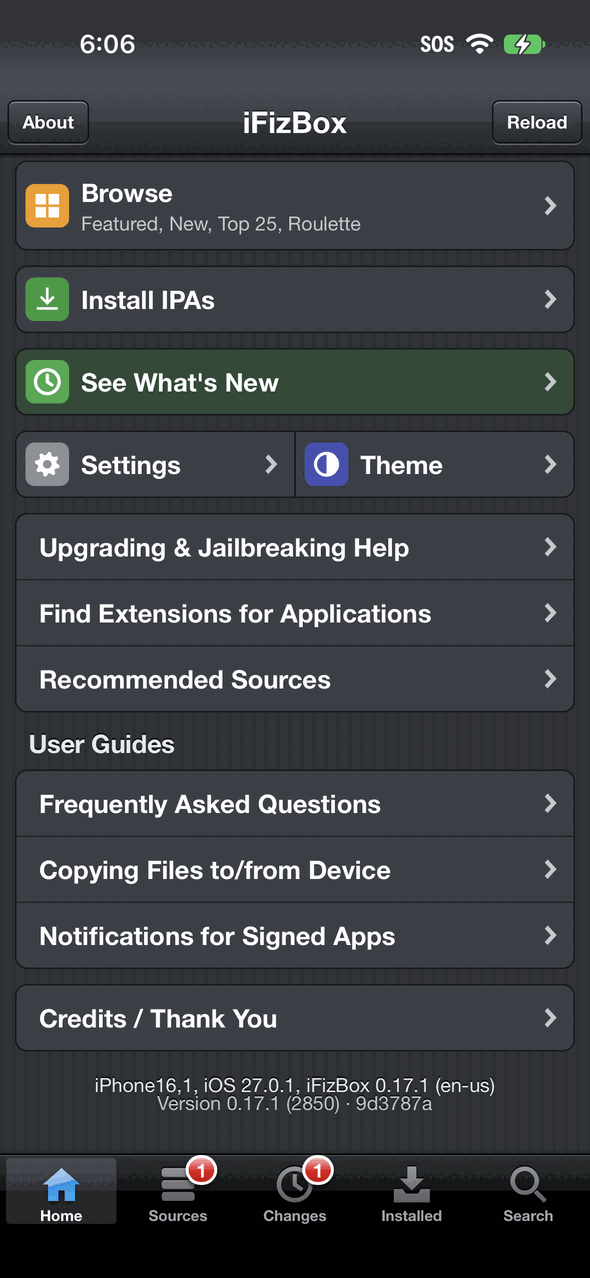 6:06
SOS
About
iFizBox
Reload
Browse
Featured, New, Top 25, Roulette
Install IPAs
See What's New
Settings
Theme
Upgrading & Jailbreaking Help
Find Extensions for Applications
Recommended Sources
User Guides
Frequently Asked Questions
Copying Files to/from Device
Notifications for Signed Apps
Credits / Thank You
iPhone16,1, iOS 27.0.1, iFizBox 0.17.1 (en-us)
Version 0.17.1 (2850) · 9d3787a
1
1
Home
Sources
Changes
Installed
Search